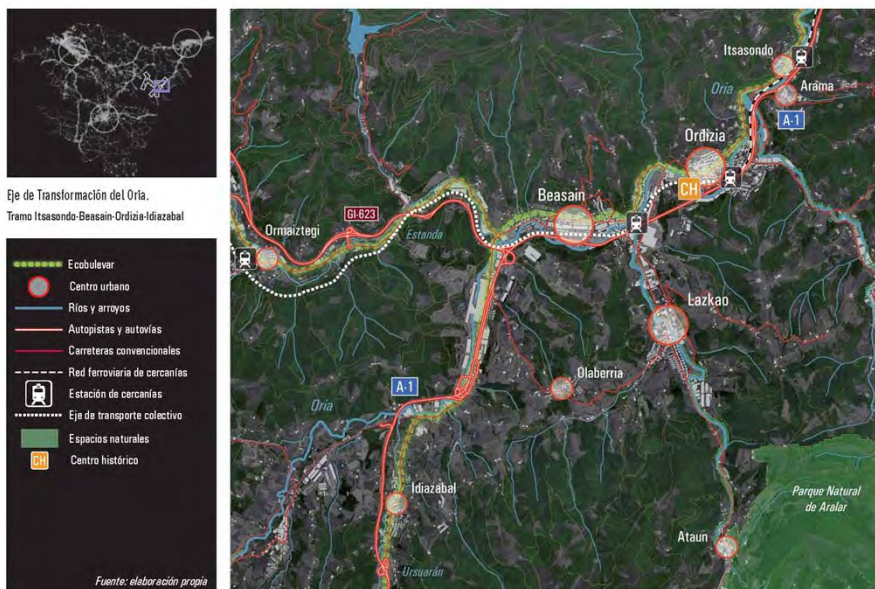 Eje de Transformación del Oria.
Tramo Itsasondo-Beasain-Ordizia-Idiazabal
Ecobulevar
Centro urbano
Ríos y arroyos
Autopistas y autovías
Carreteras convencionales
Red ferroviaria de cercanías
Estación de cercanías
Eje de transporte colectivo
Espacios naturales
CH
Centro histórico
Fuente: elaboración propia
Itsasondo
Oria
Arama
A-1
Ordizia
CH
Beasain
GI-623
Ormaiztegi
Estanda
Lazkao
Olaberria
A-1
Oria
Idiazabal
Parque Natural
de Aralar
Ataun
Ursuarán